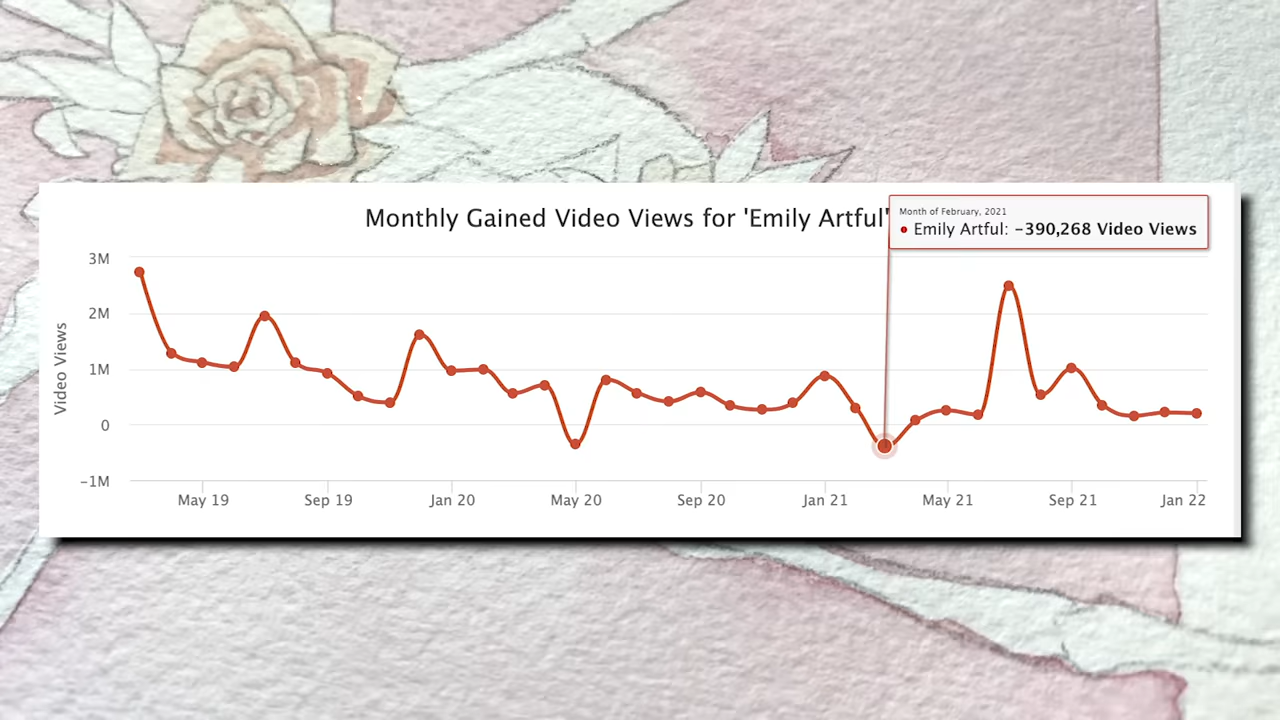 Monthly Gained Video Views for 'Emily Artful'
Month of February, 2021
Emily Artful: −390,268 Video Views
Video Views
3M
2M
1M
0
−1M
May 19
Sep 19
Jan 20
May 20
Sep 20
Jan 21
May 21
Sep 21
Jan 22